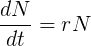 dN/dt = rN